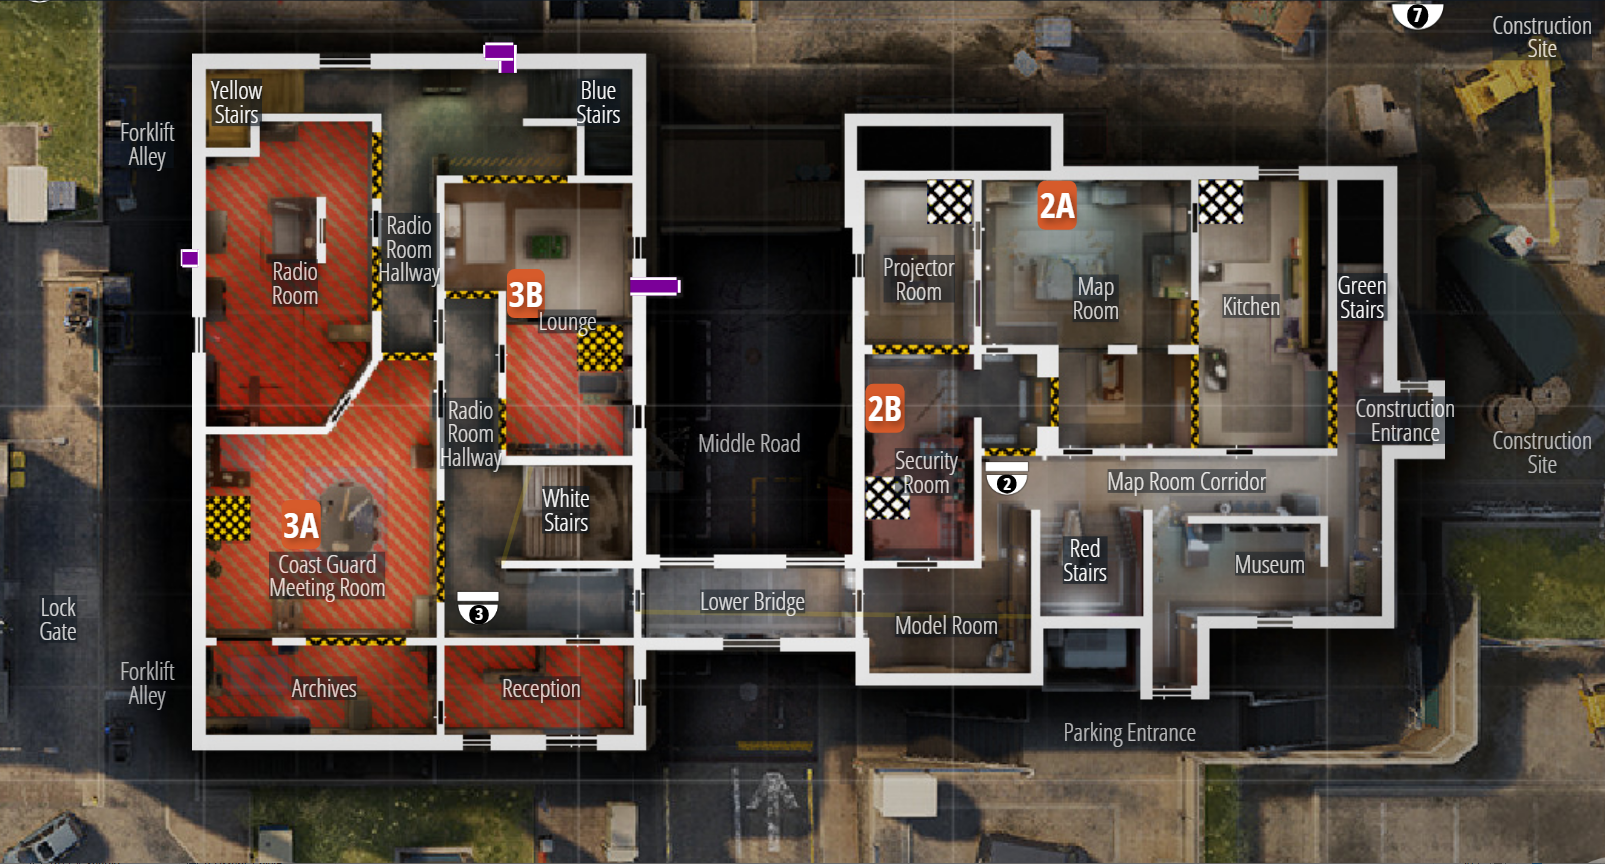 7
Construction
Site
Yellow
Stairs
Blue
Stairs
Forklift
Alley
2A
Radio
Room
Hallway
Radio
Room
3B
Lounge
Projector
Room
Map
Room
Kitchen
Green
Stairs
2B
Radio
Room
Hallway
Middle Road
Construction
Entrance
Construction
Site
Security
Room
2
Map Room Corridor
White
Stairs
3A
Coast Guard
Meeting Room
Red
Stairs
Museum
Lock
Gate
3
Lower Bridge
Model Room
Forklift
Alley
Archives
Reception
Parking Entrance